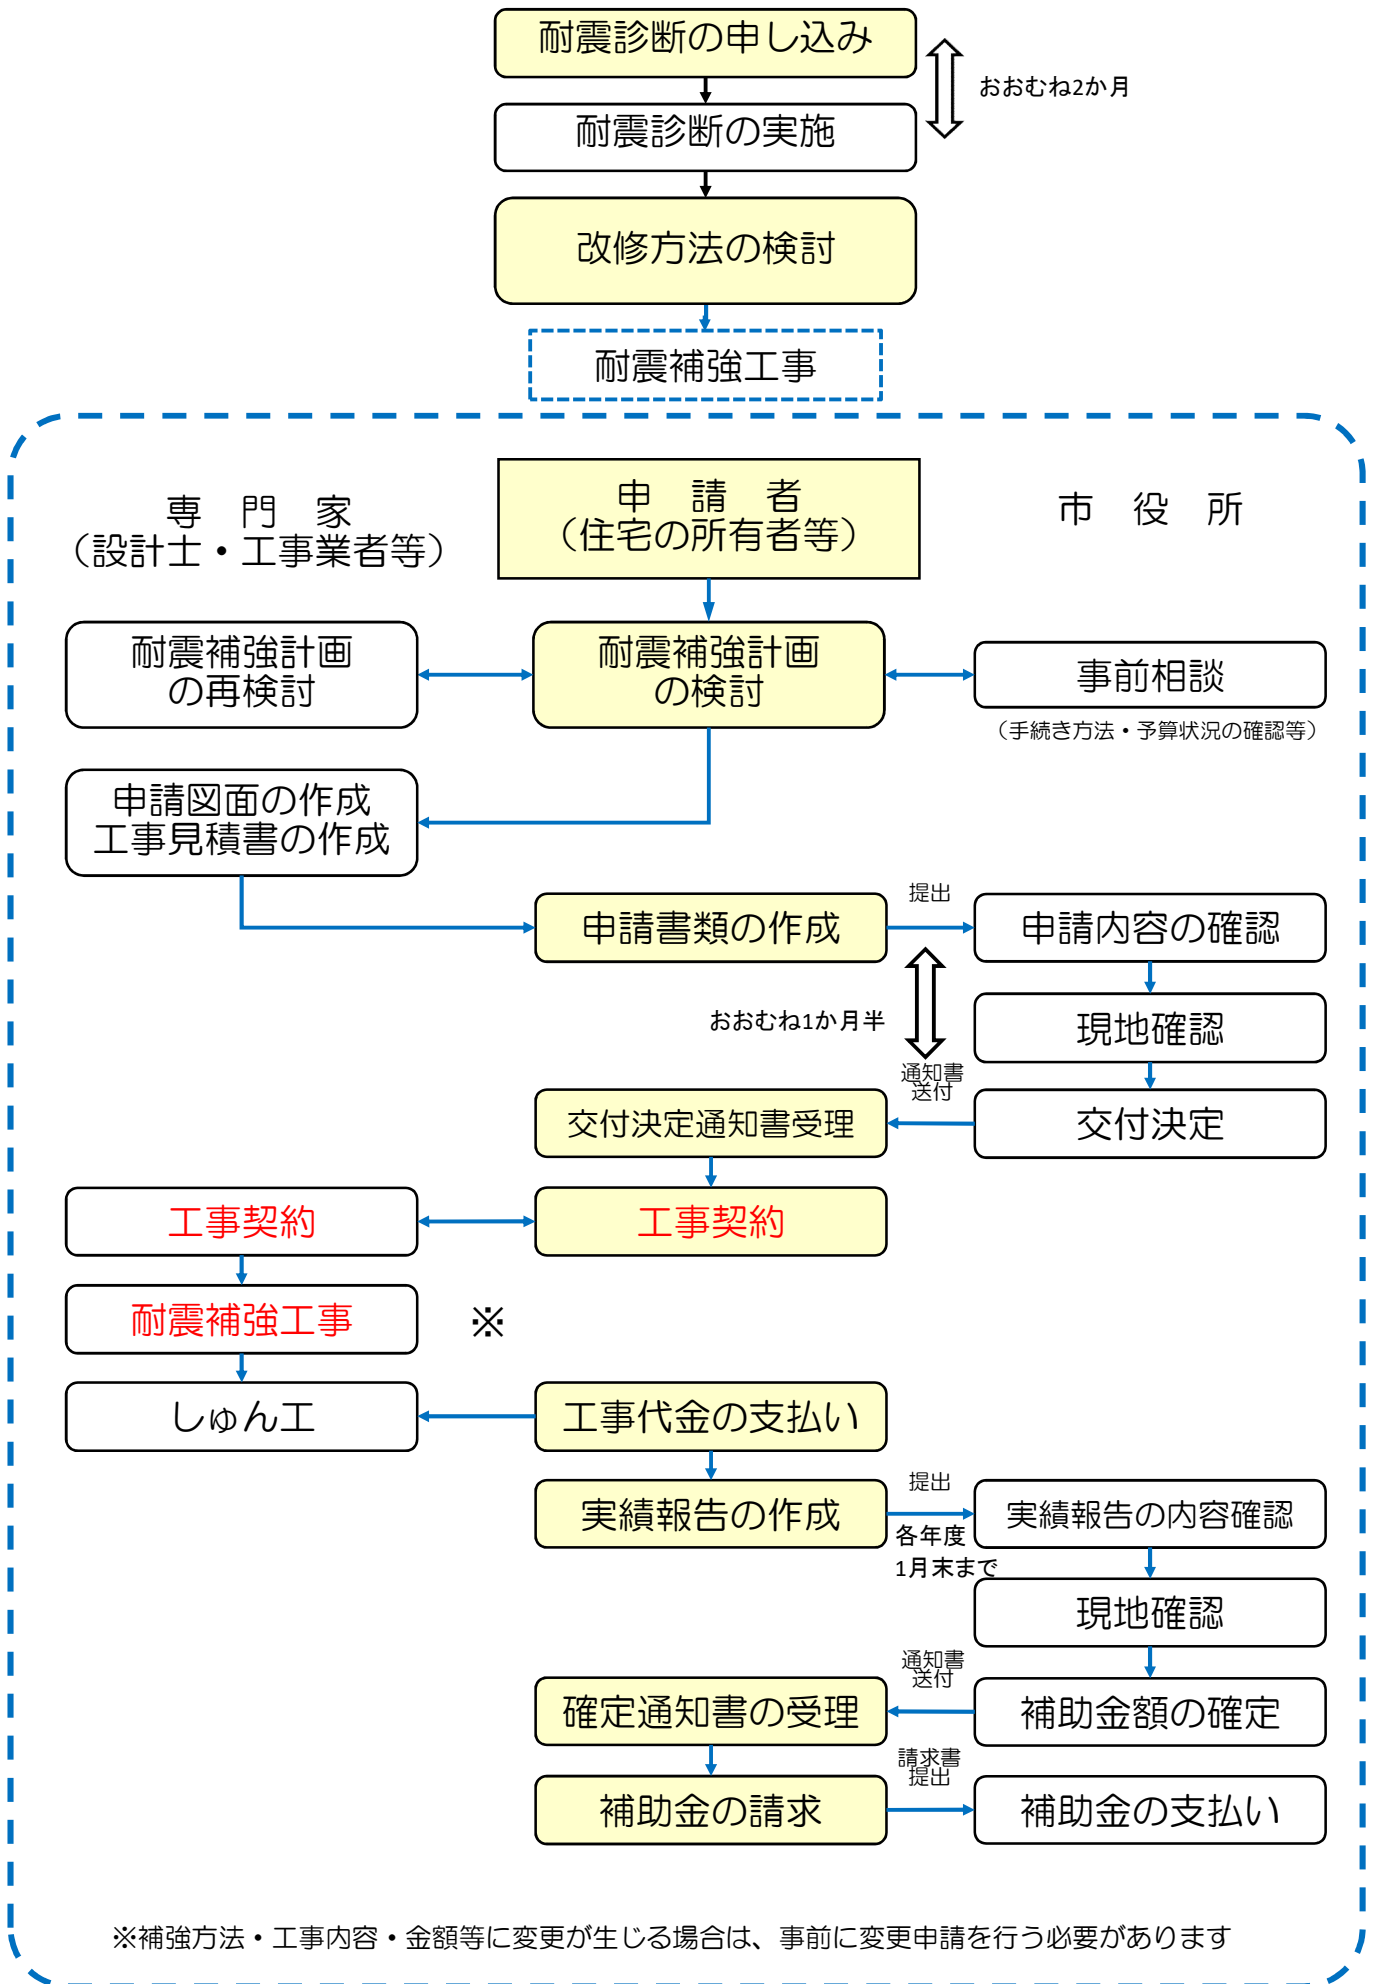 耐震診断の申し込み
おおむね2か月
耐震診断の実施
改修方法の検討
耐震補強工事
専　門　家
（設計士・工事業者等）
申　請　者
（住宅の所有者等）
市　役　所
耐震補強計画
の再検討
耐震補強計画
の検討
事前相談
（手続き方法・予算状況の確認等）
申請図面の作成
工事見積書の作成
申請書類の作成
提出
申請内容の確認
おおむね1か月半
現地確認
通知書
送付
交付決定通知書受理
交付決定
工事契約
工事契約
耐震補強工事
※
しゅん工
工事代金の支払い
実績報告の作成
提出
各年度
1月末まで
実績報告の内容確認
現地確認
通知書
送付
確定通知書の受理
補助金額の確定
請求書
提出
補助金の請求
補助金の支払い
※補強方法・工事内容・金額等に変更が生じる場合は、事前に変更申請を行う必要があります